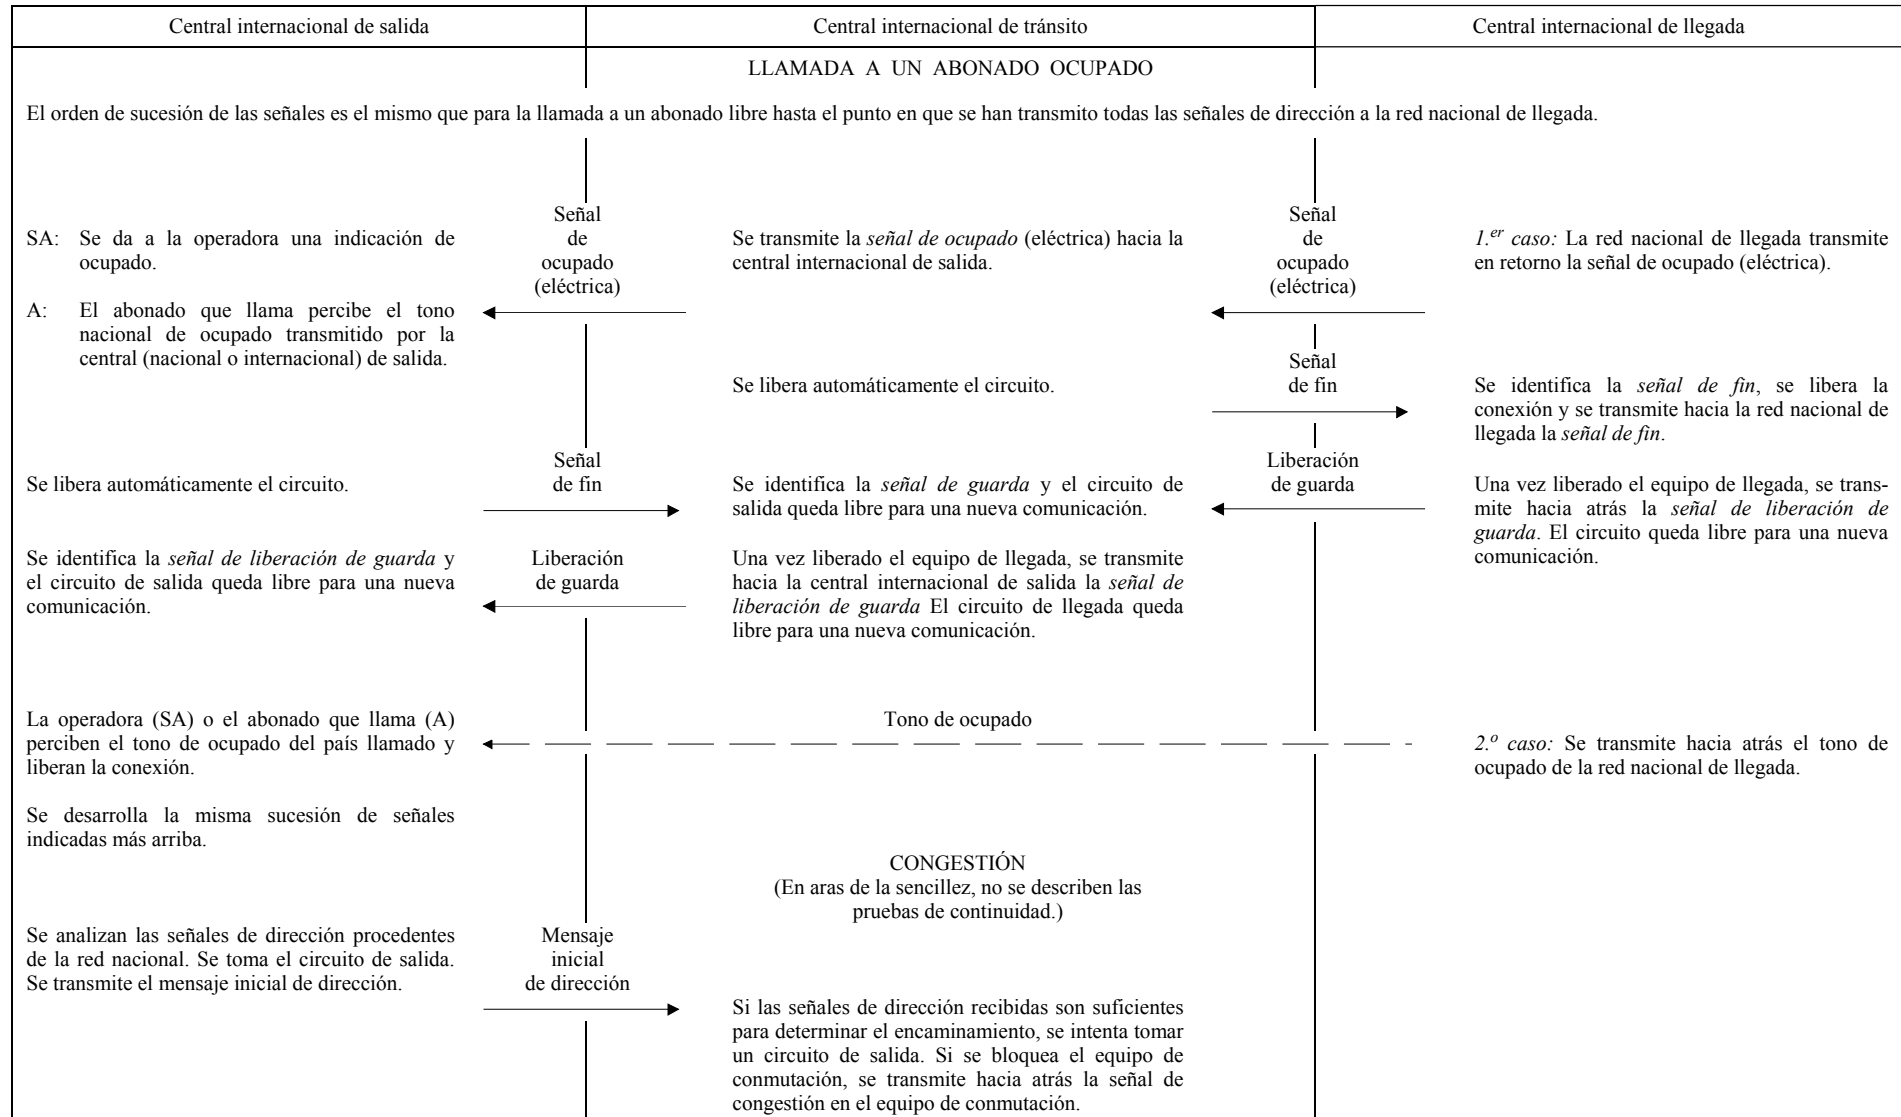 Central internacional de salida
Central internacional de tránsito
Central internacional de llegada
LLAMADA A UN ABONADO OCUPADO
El orden de sucesión de las señales es el mismo que para la llamada a un abonado libre hasta el punto en que se han transmito todas las señales de dirección a la red nacional de llegada.
SA: Se da a la operadora una indicación de
ocupado.
A: El abonado que llama percibe el tono
nacional de ocupado transmitido por la
central (nacional o internacional) de salida.
Señal
de
ocupado
(eléctrica)
Se transmite la señal de ocupado (eléctrica) hacia la
central internacional de salida.
Señal
de
ocupado
(eléctrica)
1.er caso: La red nacional de llegada transmite
en retorno la señal de ocupado (eléctrica).
Se libera automáticamente el circuito.
Señal
de fin
Se identifica la señal de fin, se libera la
conexión y se transmite hacia la red nacional de
llegada la señal de fin.
Se libera automáticamente el circuito.
Señal
de fin
Se identifica la señal de guarda y el circuito de
salida queda libre para una nueva comunicación.
Liberación
de guarda
Una vez liberado el equipo de llegada, se trans-
mite hacia atrás la señal de liberación de
guarda. El circuito queda libre para una nueva
comunicación.
Se identifica la señal de liberación de guarda y
el circuito de salida queda libre para una nueva
comunicación.
Liberación
de guarda
Una vez liberado el equipo de llegada, se transmite
hacia la central internacional de salida la señal de
liberación de guarda El circuito de llegada queda
libre para una nueva comunicación.
La operadora (SA) o el abonado que llama (A)
perciben el tono de ocupado del país llamado y
liberan la conexión.
Tono de ocupado
2.º caso: Se transmite hacia atrás el tono de
ocupado de la red nacional de llegada.
Se desarrolla la misma sucesión de señales
indicadas más arriba.
CONGESTIÓN
(En aras de la sencillez, no se describen las
pruebas de continuidad.)
Se analizan las señales de dirección procedentes
de la red nacional. Se toma el circuito de salida.
Se transmite el mensaje inicial de dirección.
Mensaje
inicial
de dirección
Si las señales de dirección recibidas son suficientes
para determinar el encaminamiento, se intenta tomar
un circuito de salida. Si se bloquea el equipo de
conmutación, se transmite hacia atrás la señal de
congestión en el equipo de conmutación.